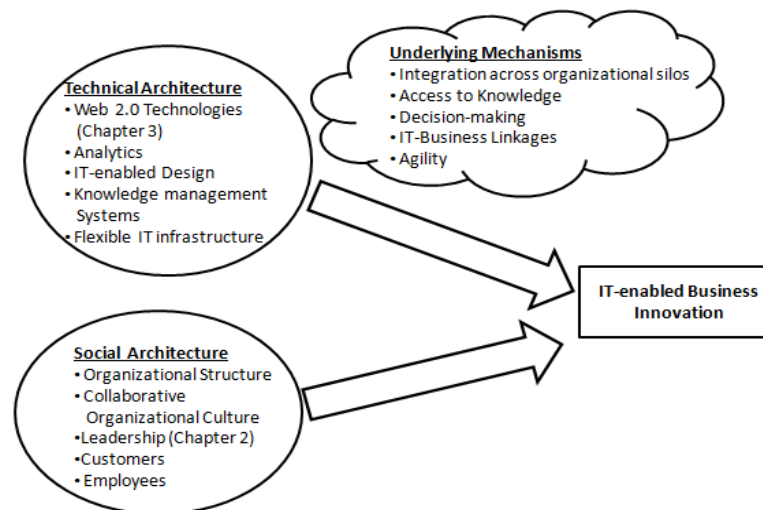 Technical Architecture
• Web 2.0 Technologies
(Chapter 3)
• Analytics
• IT-enabled Design
• Knowledge management
Systems
• Flexible IT infrastructure
Underlying Mechanisms
• Integration across organizational silos
• Access to Knowledge
• Decision-making
• IT-Business Linkages
• Agility
IT-enabled Business
Innovation
Social Architecture
• Organizational Structure
• Collaborative
Organizational Culture
•Leadership (Chapter 2)
• Customers
• Employees